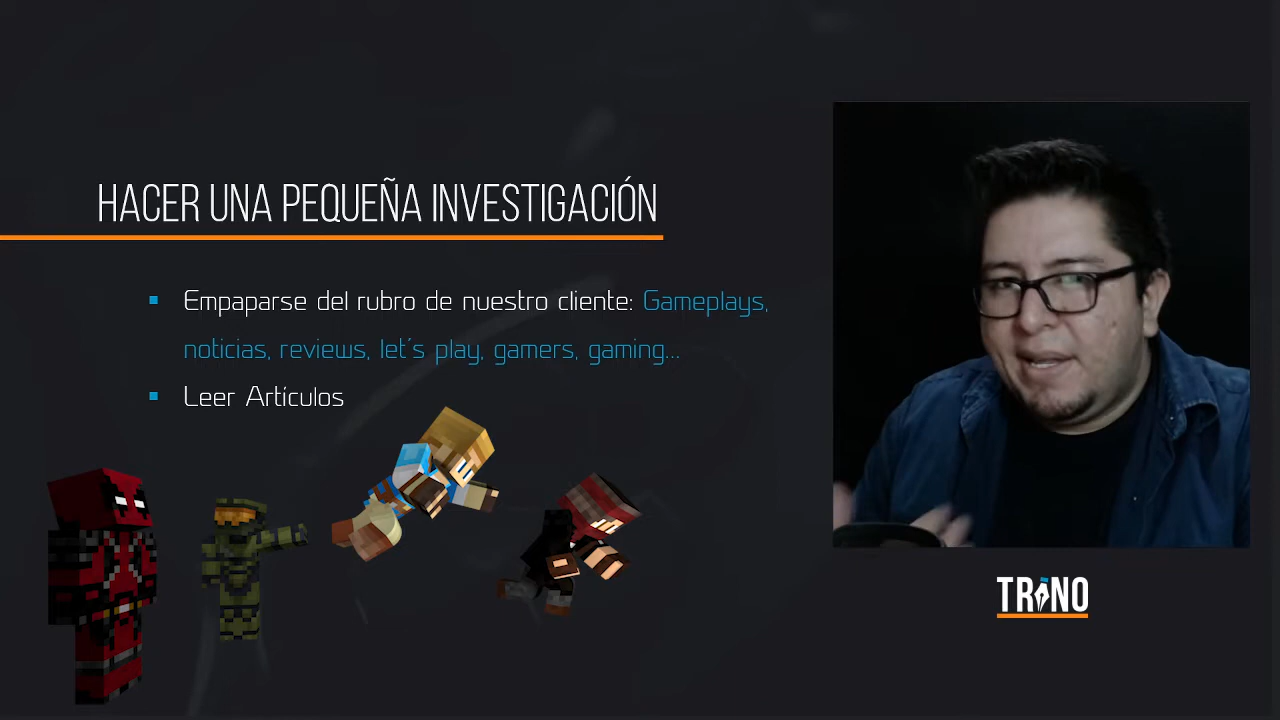 HACER UNA PEQUEÑA INVESTIGACIÓN
Empaparse del rubro de nuestro cliente: Gameplays,
noticias, reviews, let´s play, gamers, gaming...
Leer Artículos
TRINO